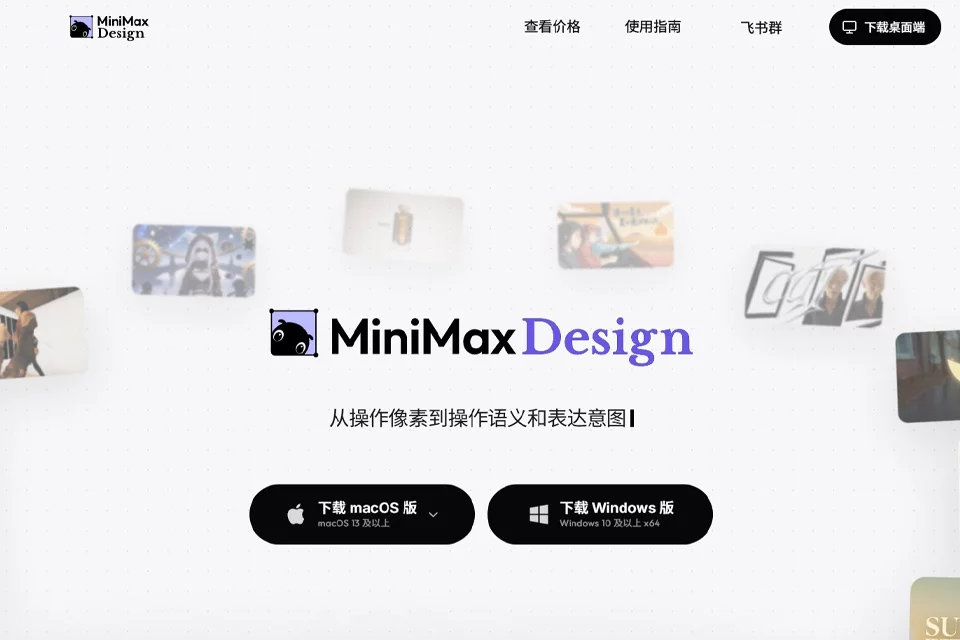 MiniMax
Design
查看价格
使用指南
飞书群
下载桌面端
MiniMax Design
从操作像素到操作语义和表达意图
下载 macOS 版
macOS 13 及以上
下载 Windows 版
Windows 10 及以上 x64
SU